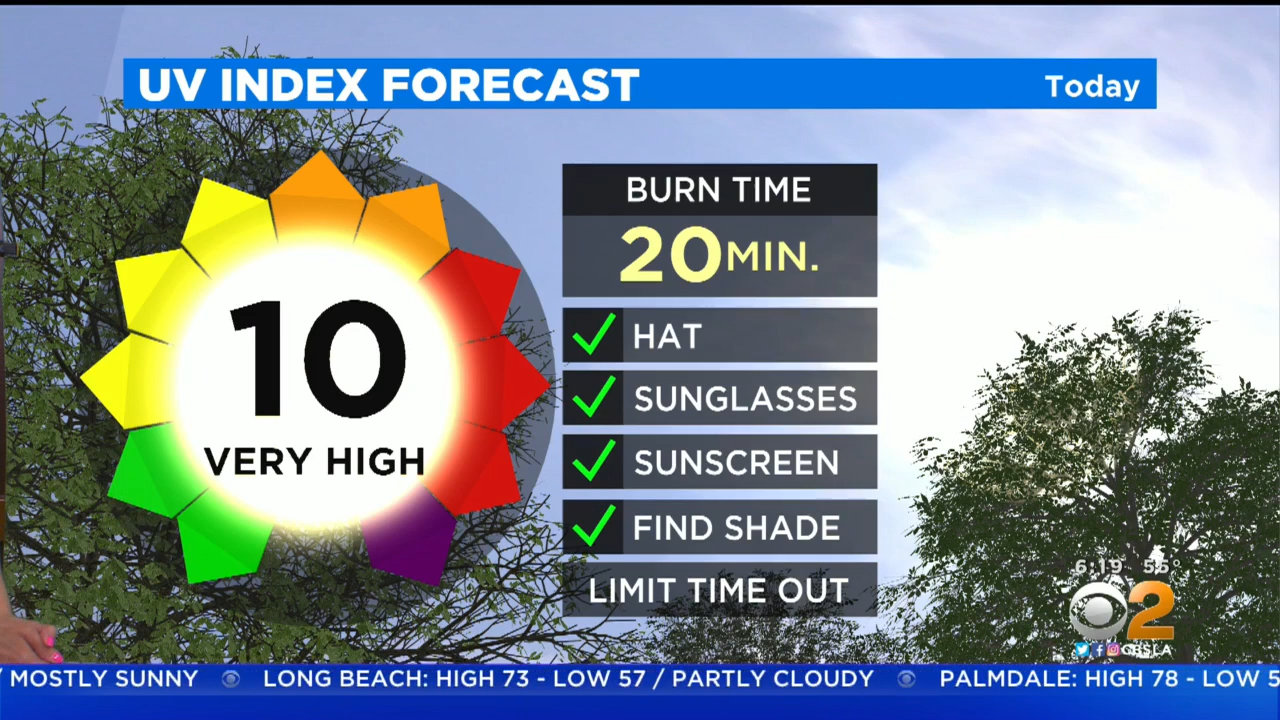 UV INDEX FORECAST
Today
10
VERY HIGH
BURN TIME
20 MIN.
HAT
SUNGLASSES
SUNSCREEN
FIND SHADE
LIMIT TIME OUT
6:19 55°
2
CBSLA
/ MOSTLY SUNNY LONG BEACH: HIGH 73 - LOW 57 / PARTLY CLOUDY PALMDALE: HIGH 78 - LOW 5